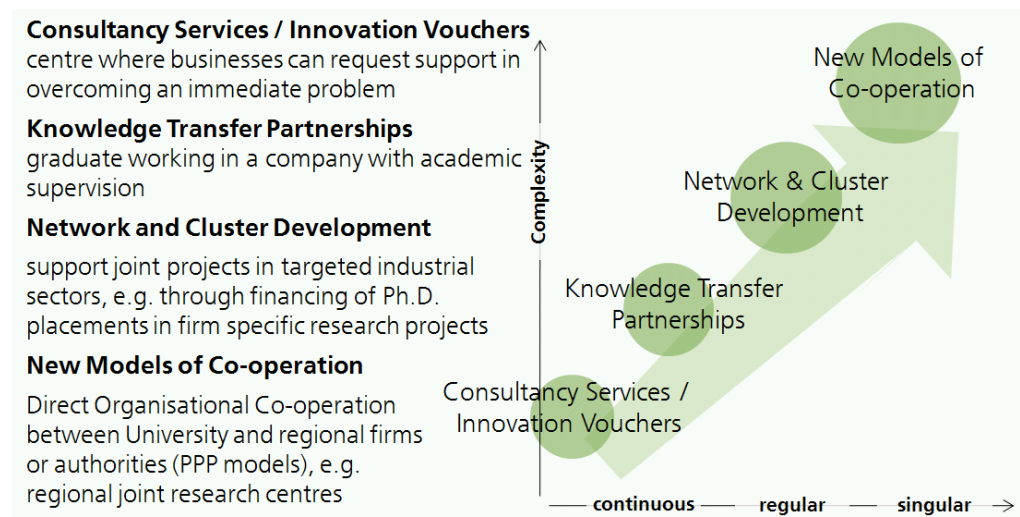 Consultancy Services / Innovation Vouchers
centre where businesses can request support in
overcoming an immediate problem
Knowledge Transfer Partnerships
graduate working in a company with academic
supervision
Network and Cluster Development
support joint projects in targeted industrial
sectors, e.g. through financing of Ph.D.
placements in firm specific research projects
New Models of Co-operation
Direct Organisational Co-operation
between University and regional firms
or authorities (PPP models), e.g.
regional joint research centres
Complexity
New Models of
Co-operation
Network & Cluster
Development
Knowledge Transfer
Partnerships
Consultancy Services /
Innovation Vouchers
continuous regular singular